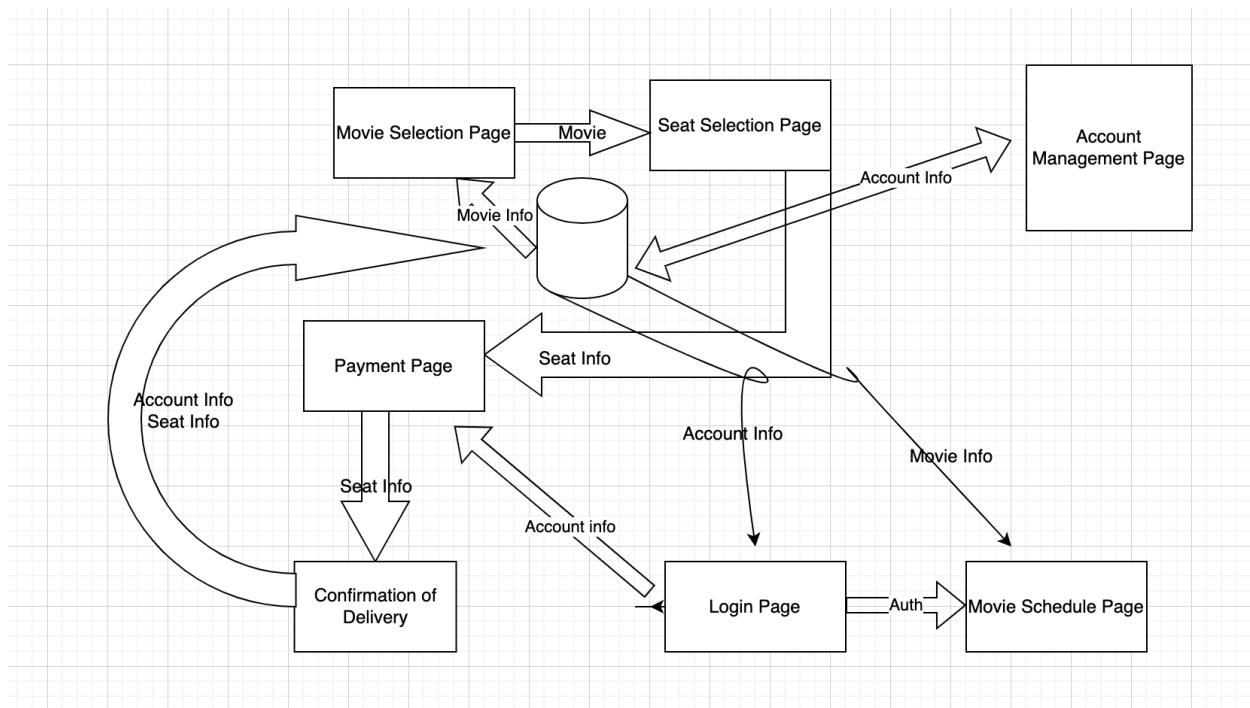 Movie Selection Page
Movie
Seat Selection Page
Account
Management Page
Account Info
Movie Info
Seat Info
Payment Page
Account Info
Seat Info
Account Info
Movie Info
Seat Info
Account info
Confirmation of
Delivery
Login Page
Auth
Movie Schedule Page